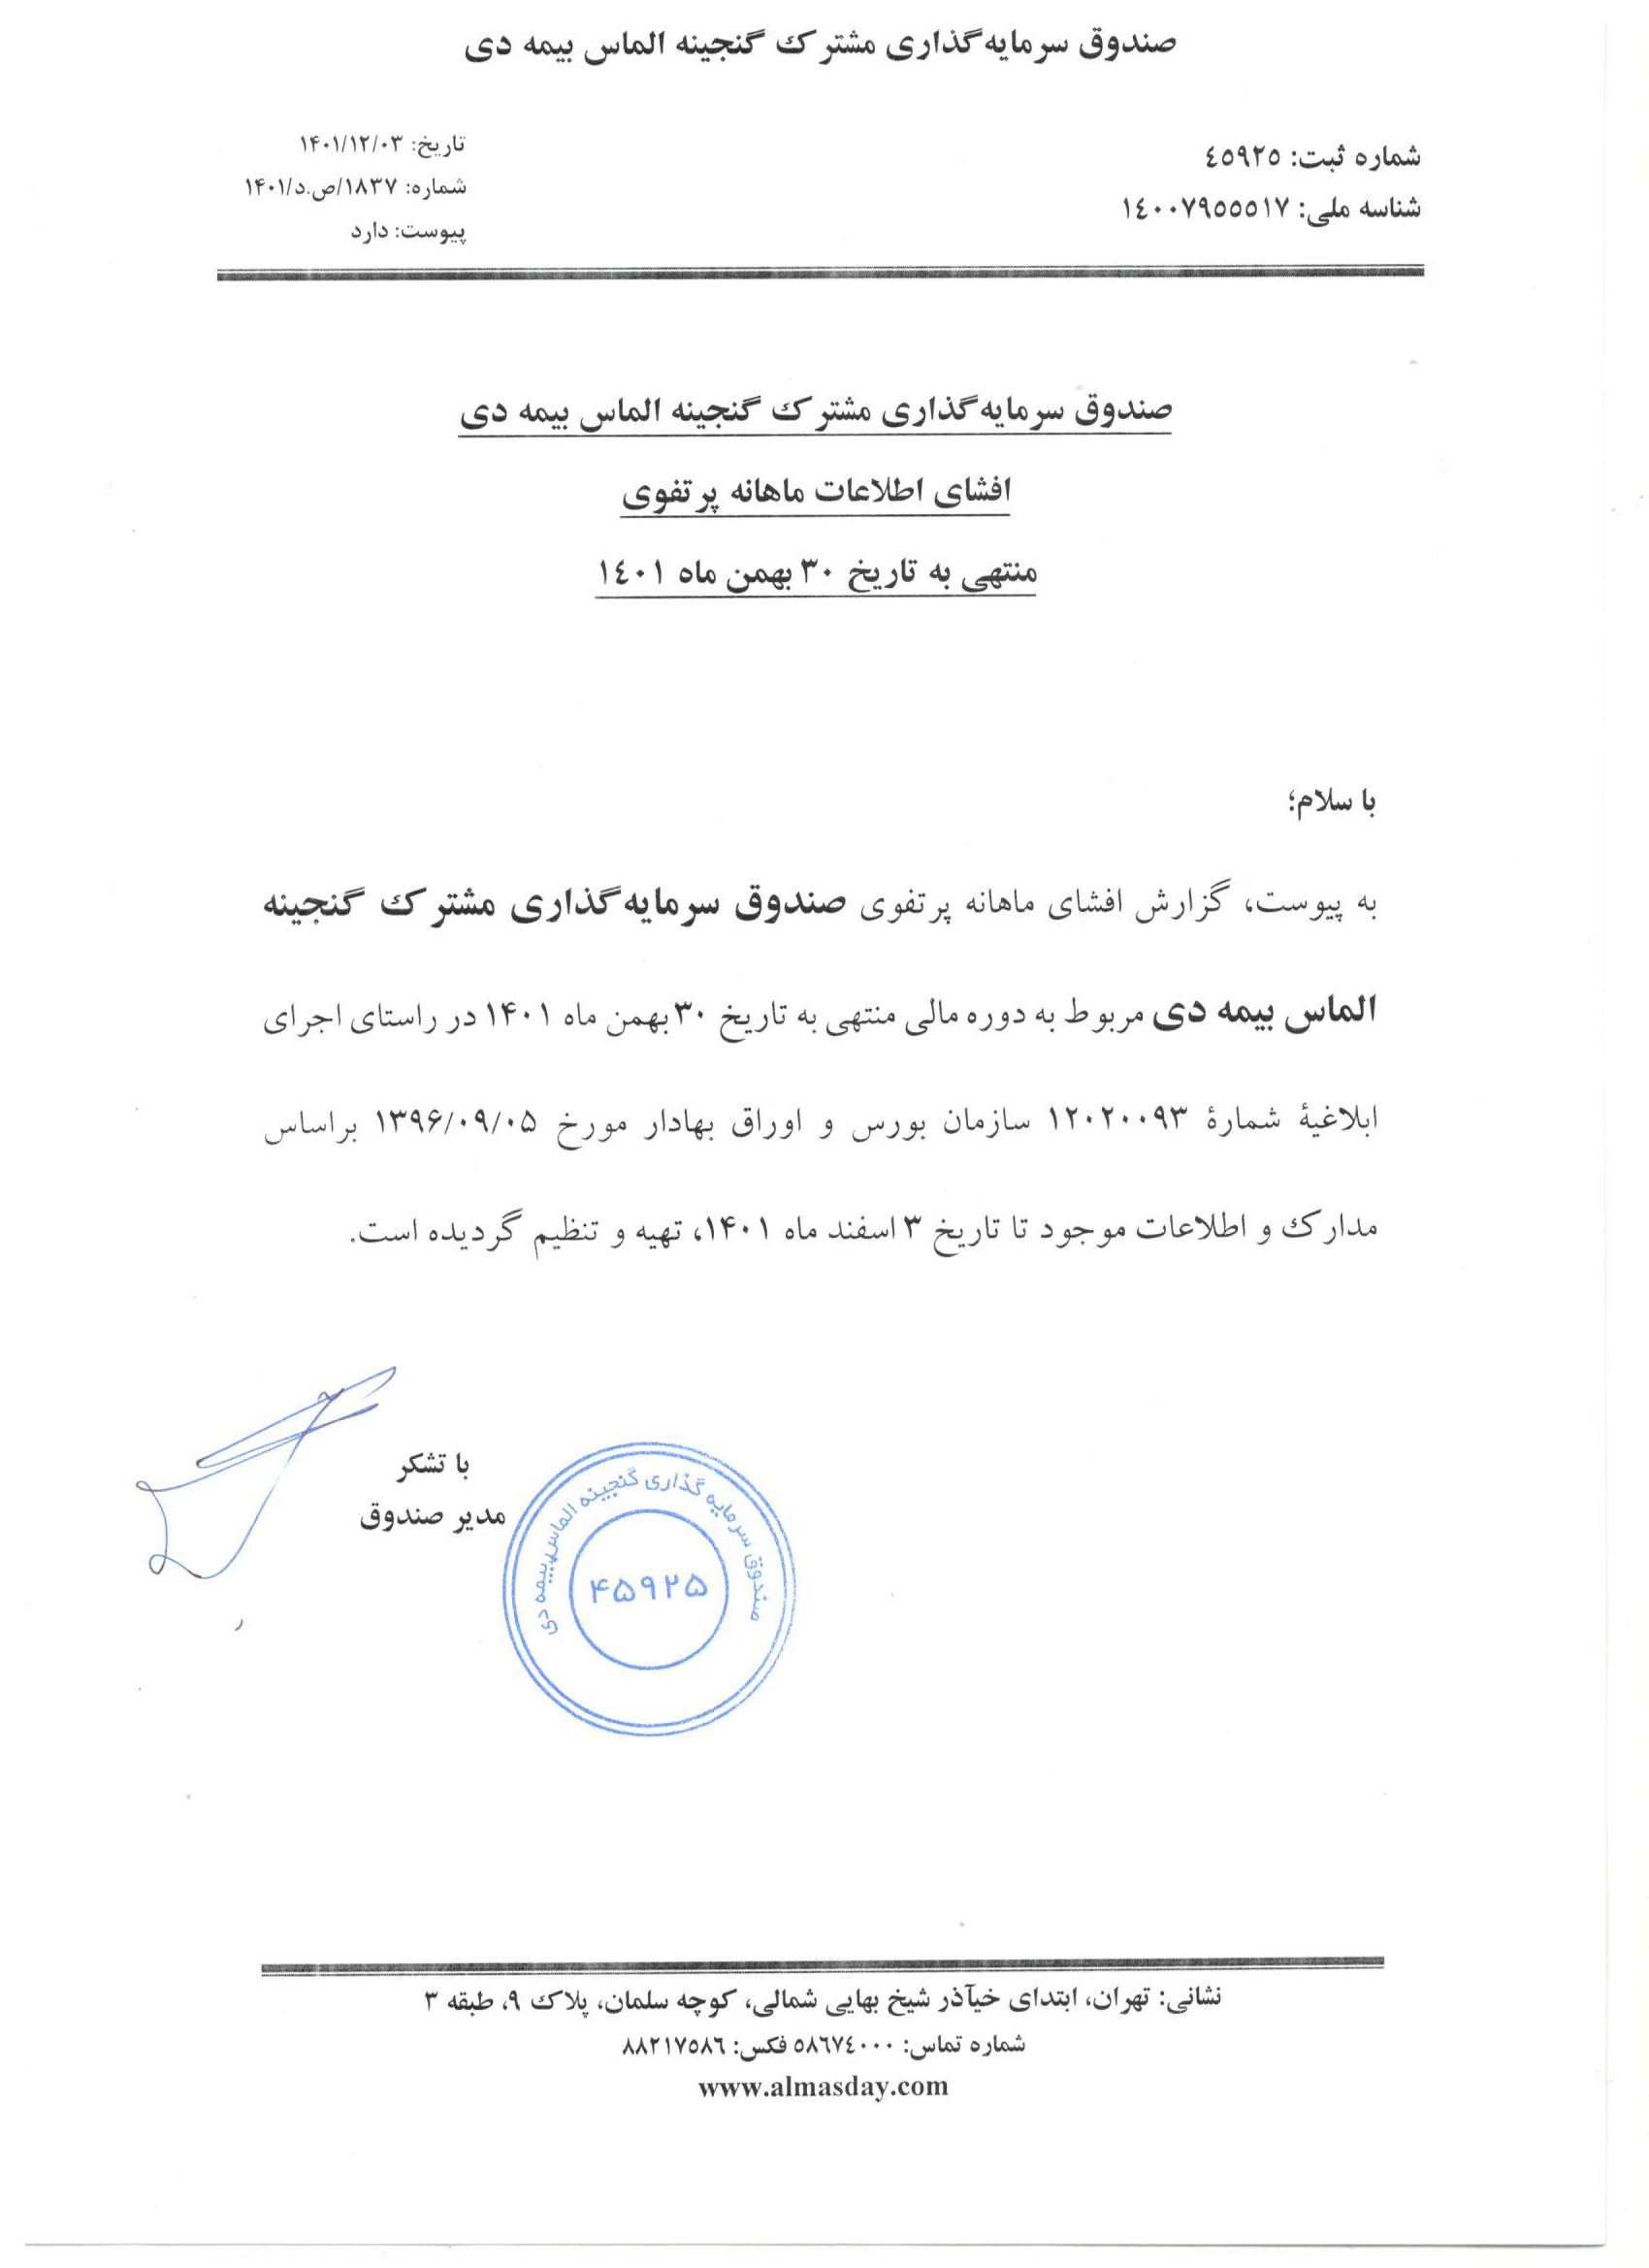 صندوق سرمایه‌گذاری مشترک گنجینه الماس بیمه دی
شماره ثبت: ٤٥٩٢٥
شناسه ملی: ١٤٠٠٧٩٥٥٥١٧
تاریخ: ۱۴۰۱/۱۲/۰۳
شماره: ۱۸۳۷/ص.د/۱۴۰۱
پیوست: دارد
صندوق سرمایه‌گذاری مشترک گنجینه الماس بیمه دی
افشای اطلاعات ماهانه پرتفوی
منتهی به تاریخ ٣٠ بهمن ماه ١٤٠١
با سلام؛
به پیوست، گزارش افشای ماهانه پرتفوی صندوق سرمایه‌گذاری مشترک گنجینه
الماس بیمه دی مربوط به دوره مالی منتهی به تاریخ ۳۰ بهمن ماه ۱۴۰۱ در راستای اجرای
ابلاغیهٔ شمارهٔ ۱۲۰۲۰۰۹۳ سازمان بورس و اوراق بهادار مورخ ۱۳۹۶/۰۹/۰۵ براساس
مدارک و اطلاعات موجود تا تاریخ ۳ اسفند ماه ۱۴۰۱، تهیه و تنظیم گردیده است.
با تشکر
مدیر صندوق
صندوق سرمایه گذاری گنجینه الماس بیمه دی
۴۵۹۲۵
نشانی: تهران، ابتدای خیآذر شیخ بهایی شمالی، کوچه سلمان، پلاک ۹، طبقه ۳
شماره تماس: ٥٨٦٧٤٠٠٠ فکس: ٨٨٢١٧٥٨٦
www.almasday.com